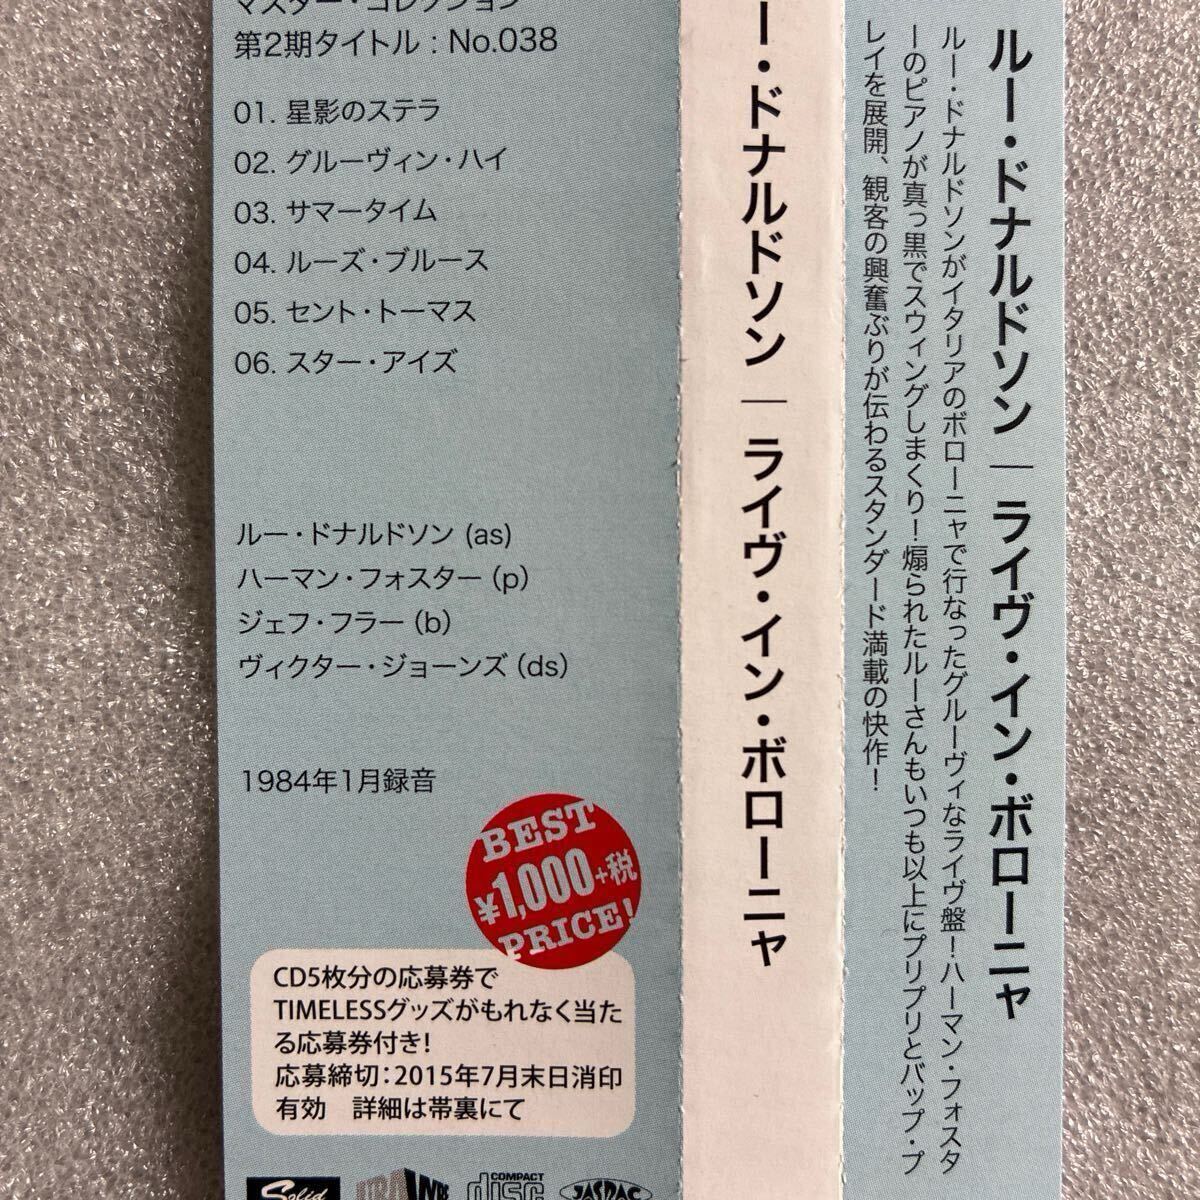 マスター・コレクション
第2期タイトル : No.038
01. 星影のステラ
02. グルーヴィン・ハイ
03. サマータイム
04. ルーズ・ブルース
05. セント・トーマス
06. スター・アイズ
ルー・ドナルドソン (as)
ハーマン・フォスター (p)
ジェフ・フラー (b)
ヴィクター・ジョーンズ (ds)
1984年1月録音
BEST
¥1,000+税
PRICE!
CD5枚分の応募券で
TIMELESSグッズがもれなく当た
る応募券付き!
応募締切:2015年7月末日消印
有効　詳細は帯裏にて
Solid
COMPACT
disc
JASRAC
ー・ドナルドソン｜ライヴ・イン・ボローニャ
ルー・ドナルドソン｜ライヴ・イン・ボローニャ
ルー・ドナルドソンがイタリアのボローニャで行なったグルーヴィなライヴ盤！ハーマン・フォスタ
ーのピアノが真っ黒でスウィングしまくり！煽られたルーさんもいつも以上にプリプリとバップ・プ
レイを展開、観客の興奮ぶりが伝わるスタンダード満載の快作！